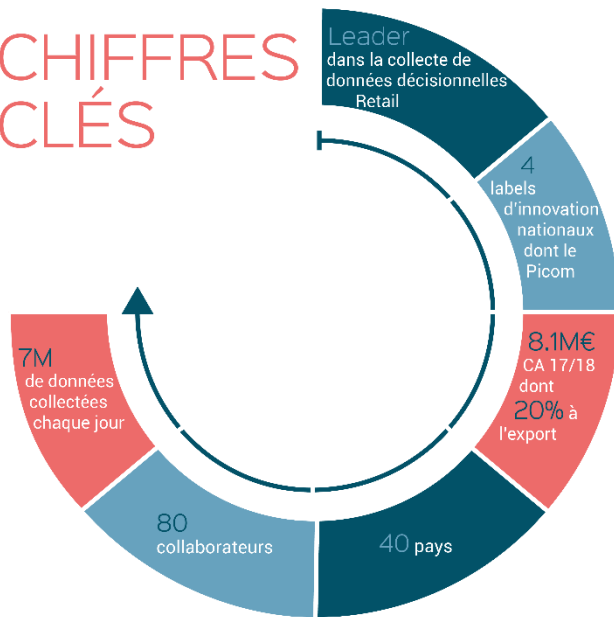 CHIFFRES
CLÉS
Leader
dans la collecte de
données décisionnelles
Retail
4
labels
d'innovation
nationaux
dont le
Picom
8.1M€
CA 17/18
dont
20% à
l'export
40 pays
80
collaborateurs
7M
de données
collectées
chaque jour